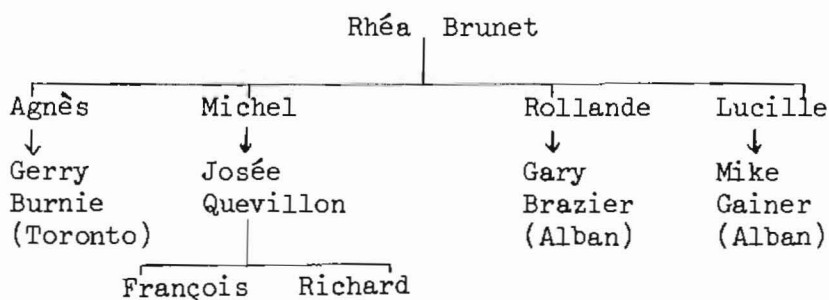 Rhéa Brunet
Agnès Michel Rollande Lucille
Gerry Josée Gary Mike
Burnie Quevillon Brazier Gainer
(Toronto) (Alban) (Alban)
François Richard